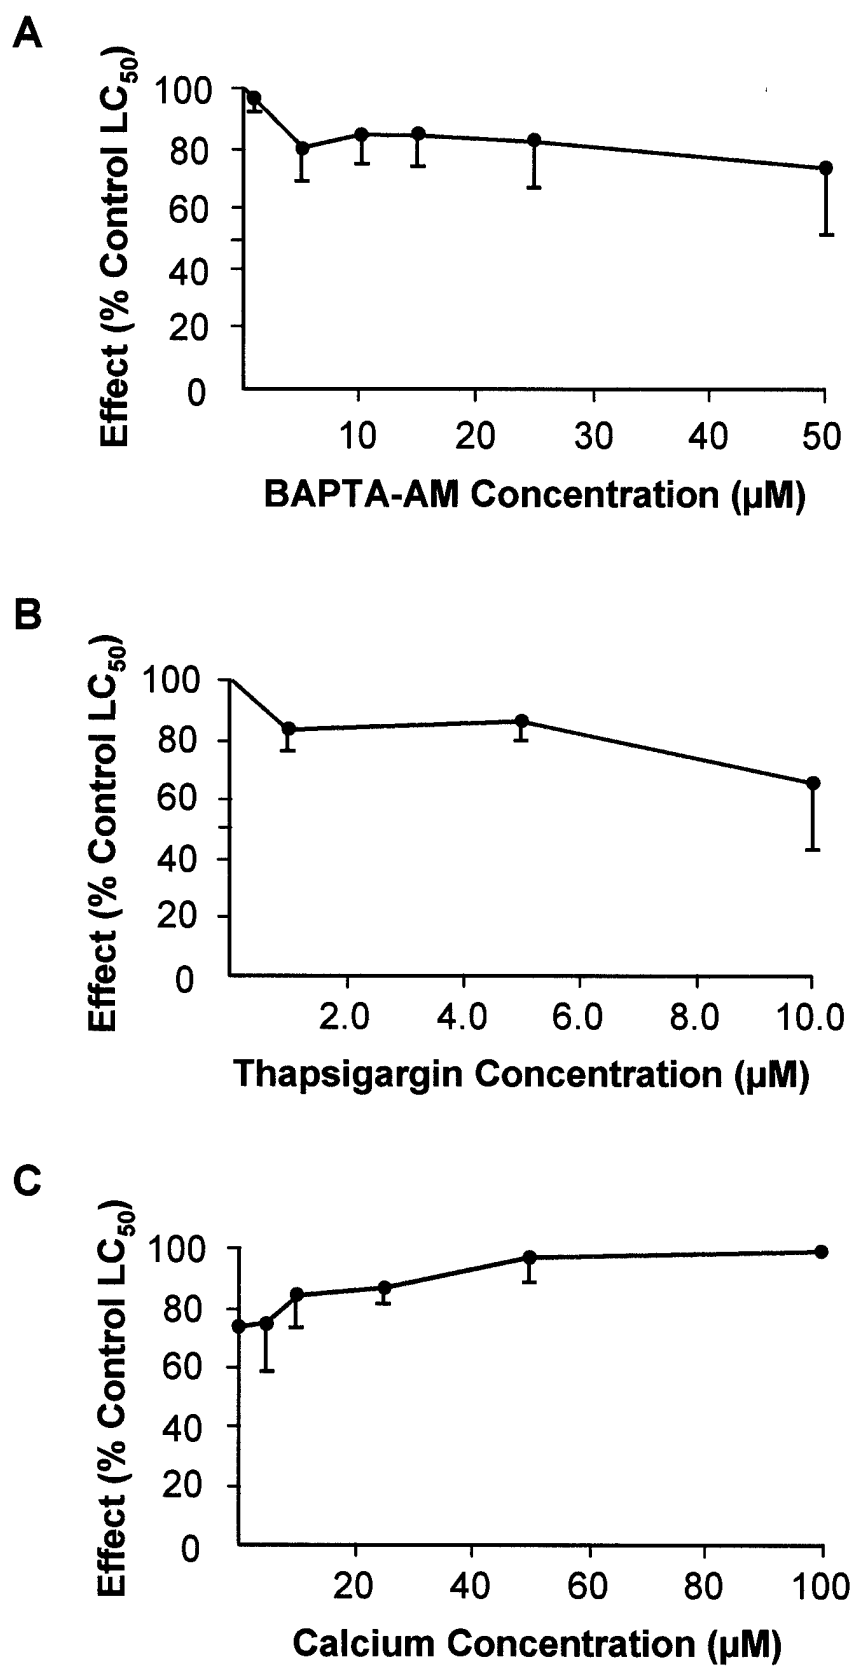 A
Effect (% Control LC50)
100
80
60
40
20
0
10 20 30 40 50
BAPTA-AM Concentration (µM)
B
Effect (% Control LC50)
100
80
60
40
20
0
2.0 4.0 6.0 8.0 10.0
Thapsigargin Concentration (µM)
C
Effect (% Control LC50)
100
80
60
40
20
0
20 40 60 80 100
Calcium Concentration (µM)